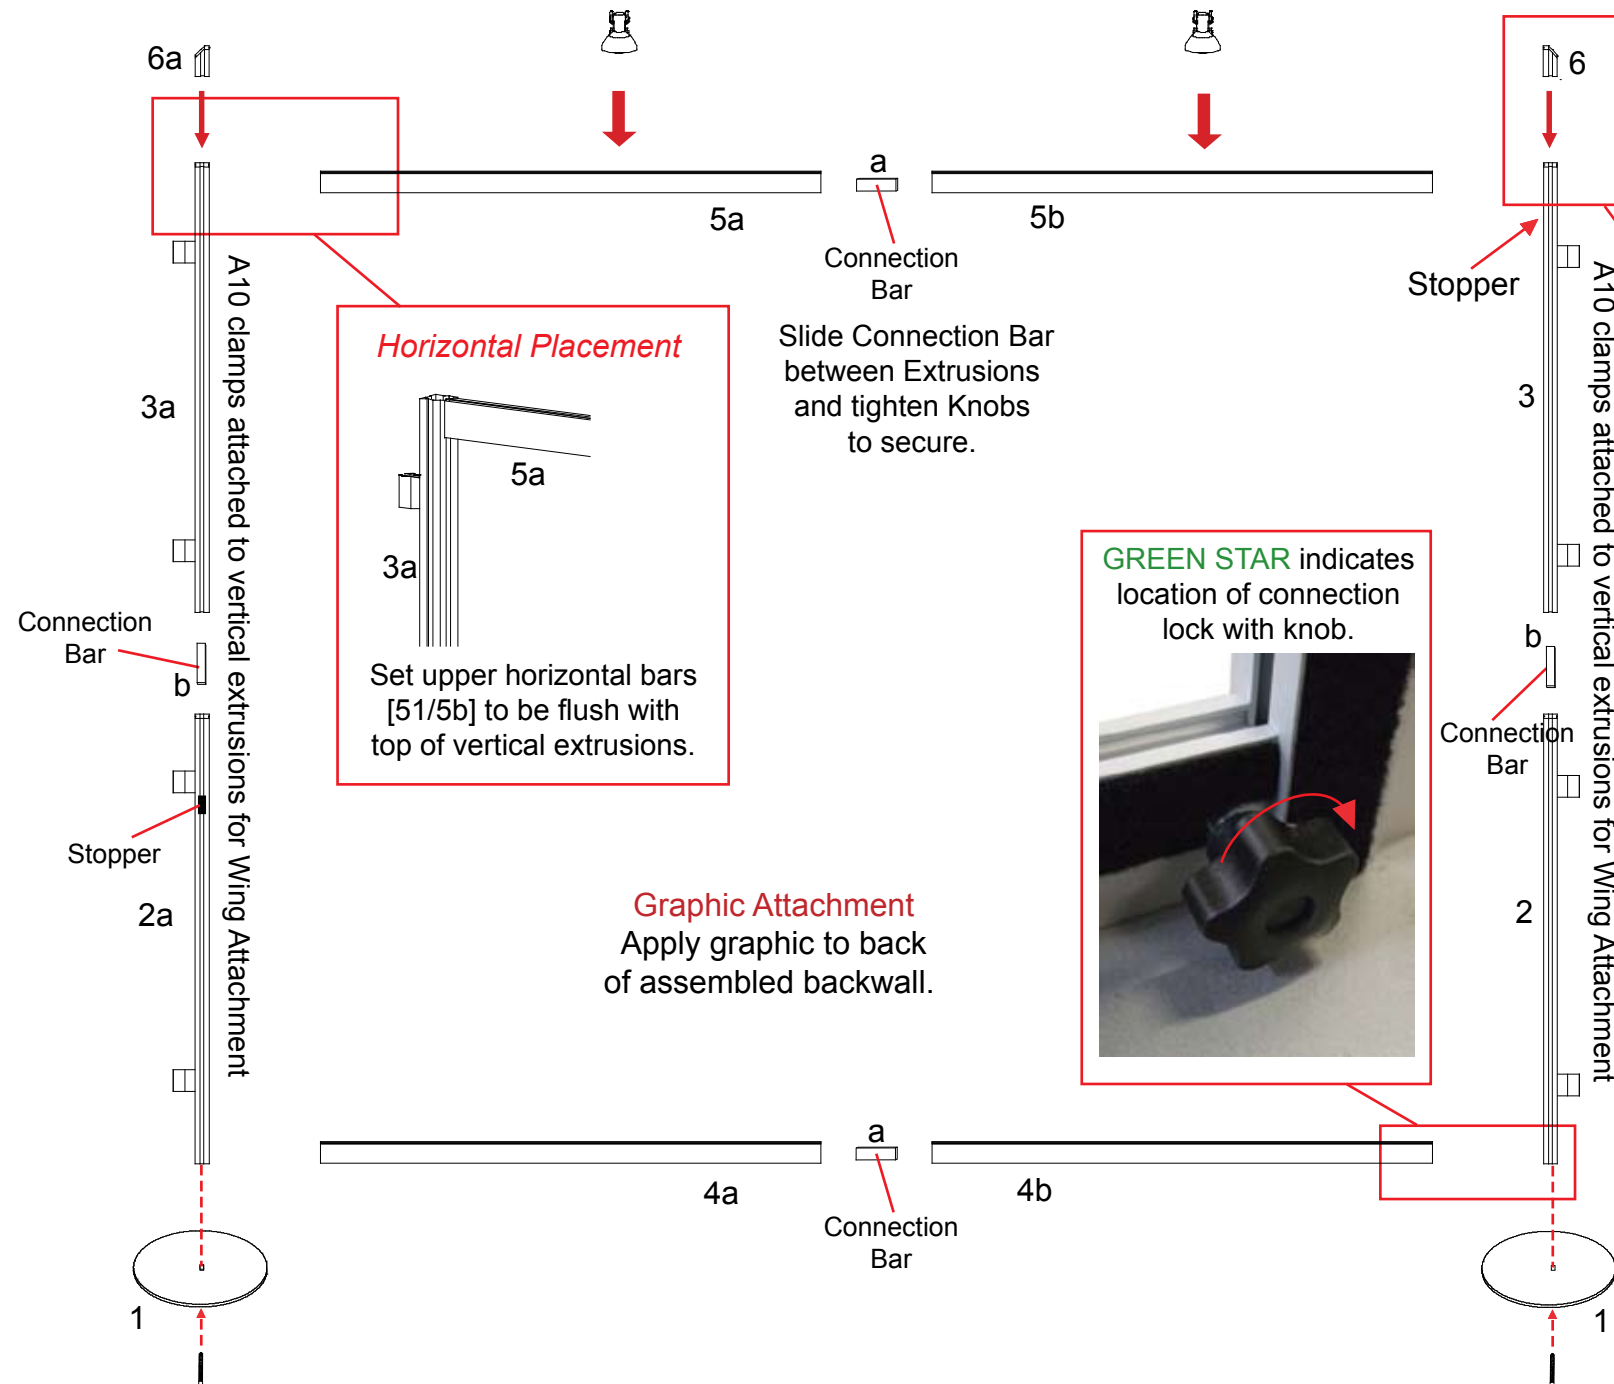 6a
6
a
5a
5b
Connection
Bar
Stopper
A10 clamps attached to vertical extrusions for Wing Attachment
A10 clamps attached to vertical extrusions for Wing Attachment
Horizontal Placement
5a
3a
Set upper horizontal bars
[51/5b] to be flush with
top of vertical extrusions.
Slide Connection Bar
between Extrusions
and tighten Knobs
to secure.
3a
3
GREEN STAR indicates
location of connection
lock with knob.
Connection
Bar
b
b
Connection
Bar
Stopper
2a
2
Graphic Attachment
Apply graphic to back
of assembled backwall.
a
4a
4b
Connection
Bar
1
1